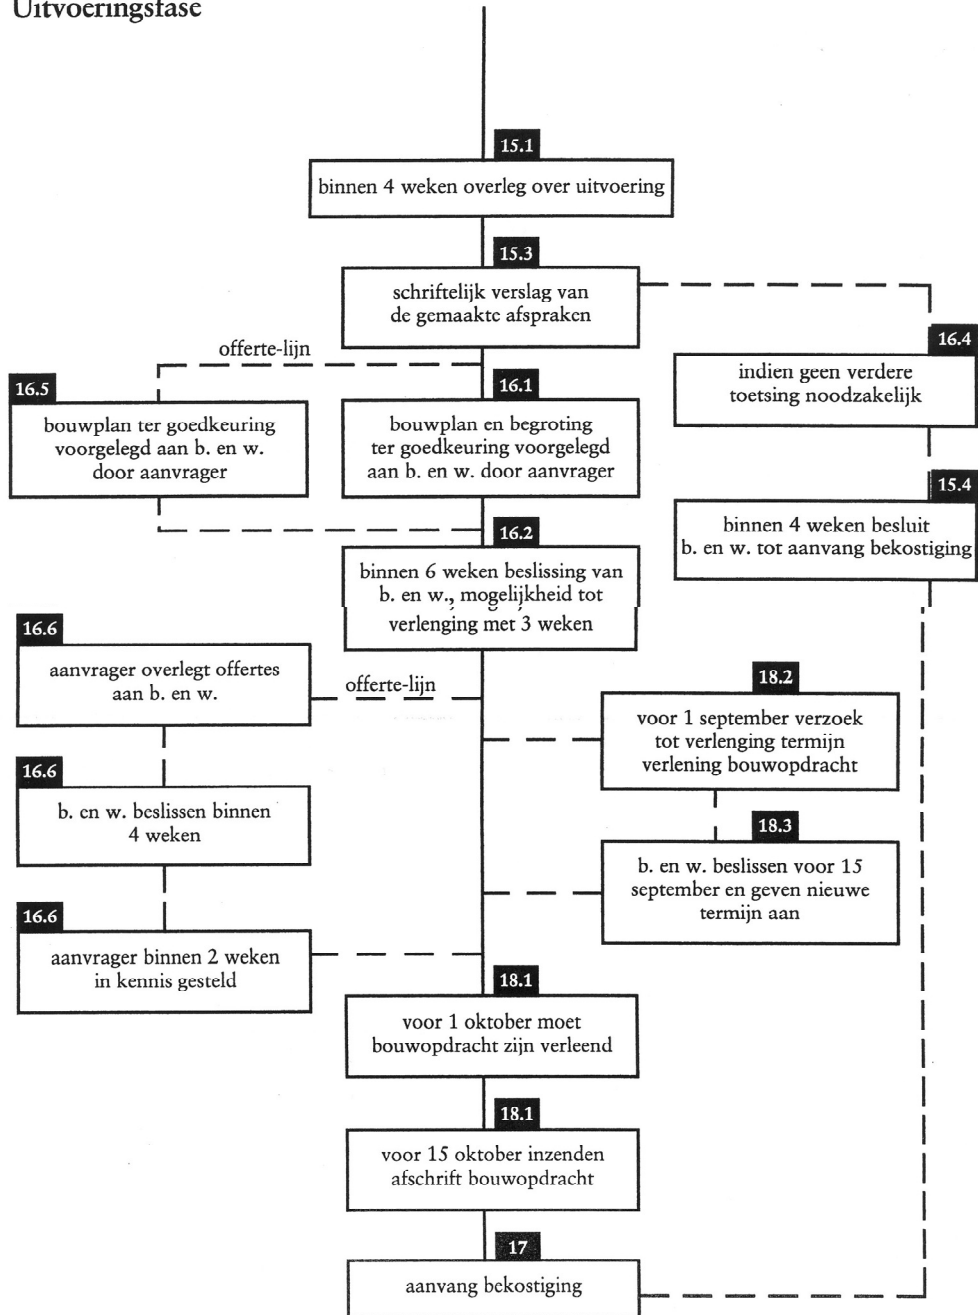 Uitvoeringsfase
15.1
binnen 4 weken overleg over uitvoering
15.3
schriftelijk verslag van
de gemaakte afspraken
offerte-lijn
16.4
indien geen verdere
toetsing noodzakelijk
16.5
bouwplan ter goedkeuring
voorgelegd aan b. en w.
door aanvrager
16.1
bouwplan en begroting
ter goedkeuring voorgelegd
aan b. en w. door aanvrager
15.4
binnen 4 weken besluit
b. en w. tot aanvang bekostiging
16.2
binnen 6 weken beslissing van
b. en w., mogelijkheid tot
verlenging met 3 weken
16.6
aanvrager overlegt offertes
aan b. en w.
offerte-lijn
18.2
voor 1 september verzoek
tot verlenging termijn
verlening bouwopdracht
16.6
b. en w. beslissen binnen
4 weken
18.3
b. en w. beslissen voor 15
september en geven nieuwe
termijn aan
16.6
aanvrager binnen 2 weken
in kennis gesteld
18.1
voor 1 oktober moet
bouwopdracht zijn verleend
18.1
voor 15 oktober inzenden
afschrift bouwopdracht
17
aanvang bekostiging